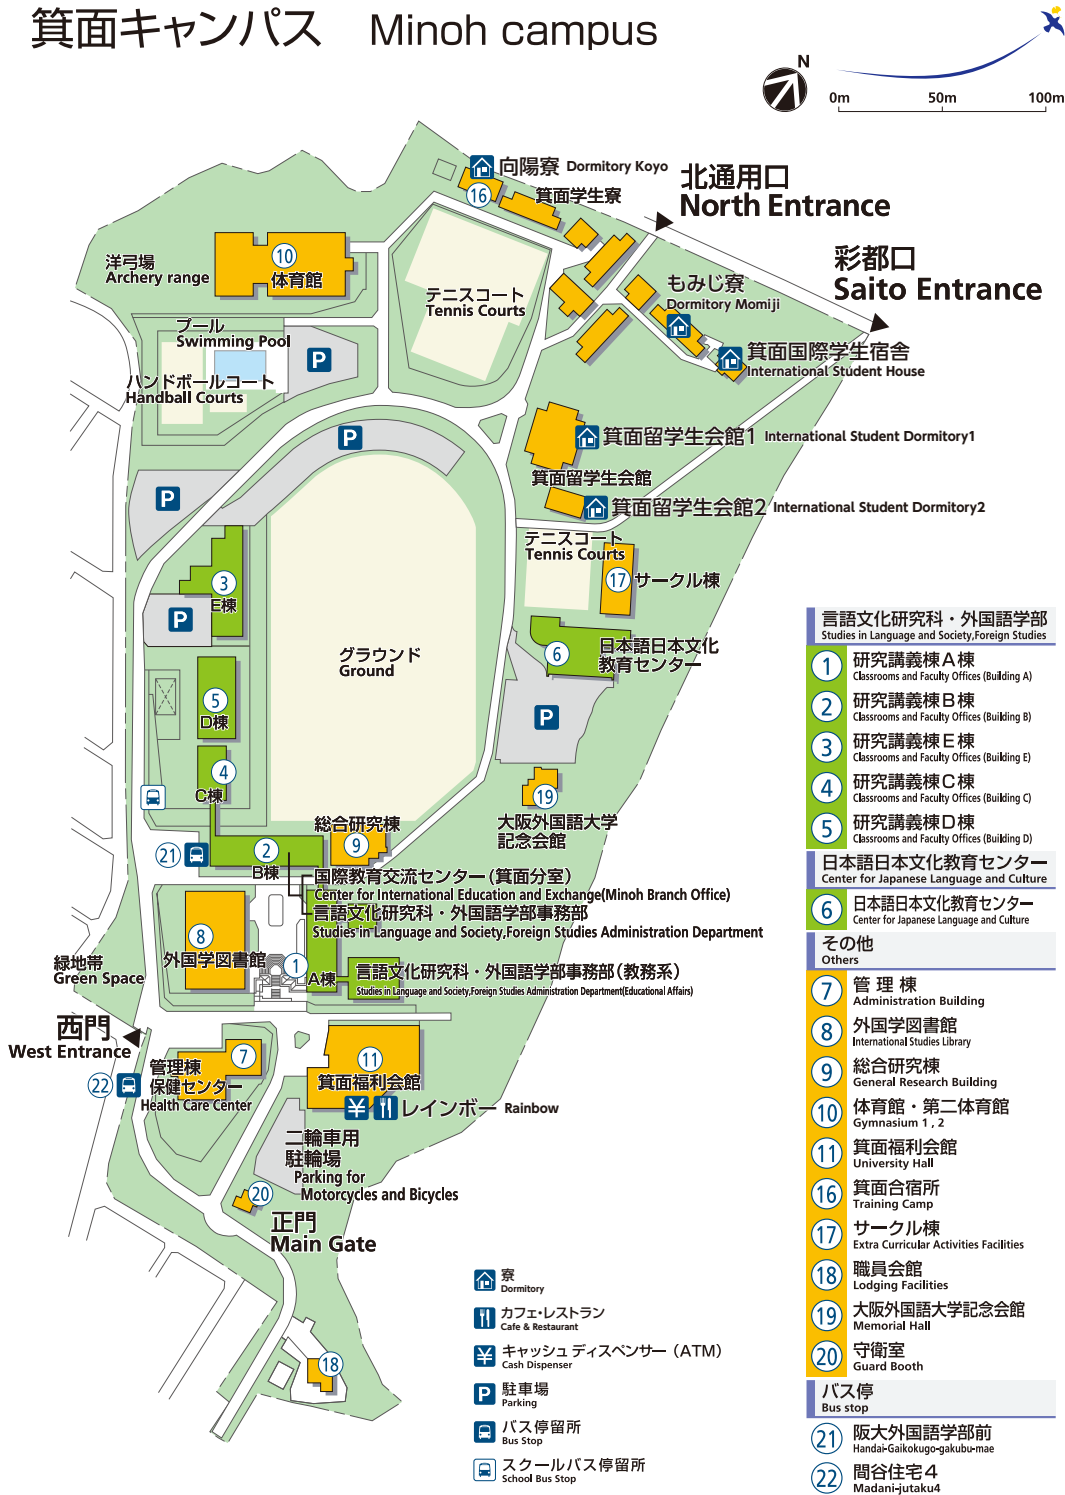 箕面キャンパス Minoh campus
N
0m 50m 100m
向陽寮 Dormitory Koyo
16
箕面学生寮
北通用口
North Entrance
彩都口
Saito Entrance
洋弓場
Archery range
10
体育館
テニスコート
Tennis Courts
もみじ寮
Dormitory Momiji
プール
Swimming Pool
P
箕面国際学生宿舎
International Student House
ハンドボールコート
Handball Courts
P
箕面留学生会館1 International Student Dormitory1
箕面留学生会館
P
箕面留学生会館2 International Student Dormitory2
テニスコート
Tennis Courts
3
E棟
17 サークル棟
P
グラウンド
Ground
6
日本語日本文化
教育センター
5
D棟
P
4
C棟
19
大阪外国語大学
記念会館
総合研究棟
9
21
2
B棟
国際教育交流センター(箕面分室)
Center for International Education and Exchange(Minoh Branch Office)
言語文化研究科・外国語学部事務部
Studies in Language and Society,Foreign Studies Administration Department
8
外国学図書館
1
A棟
言語文化研究科・外国語学部事務部(教務系)
Studies in Language and Society,Foreign Studies Administration Department(Educational Affairs)
緑地帯
Green Space
西門
West Entrance
7
管理棟
保健センター
Health Care Center
22
11
箕面福利会館
¥
レインボー Rainbow
二輪車用
駐輪場
Parking for
Motorcycles and Bicycles
20
正門
Main Gate
18
寮
Dormitory
カフェ・レストラン
Cafe & Restaurant
¥ キャッシュディスペンサー(ATM)
Cash Dispenser
P 駐車場
Parking
バス停留所
Bus Stop
スクールバス停留所
School Bus Stop
言語文化研究科・外国語学部
Studies in Language and Society,Foreign Studies
1 研究講義棟A棟
Classrooms and Faculty Offices (Building A)
2 研究講義棟B棟
Classrooms and Faculty Offices (Building B)
3 研究講義棟E棟
Classrooms and Faculty Offices (Building E)
4 研究講義棟C棟
Classrooms and Faculty Offices (Building C)
5 研究講義棟D棟
Classrooms and Faculty Offices (Building D)
日本語日本文化教育センター
Center for Japanese Language and Culture
6 日本語日本文化教育センター
Center for Japanese Language and Culture
その他
Others
7 管理棟
Administration Building
8 外国学図書館
International Studies Library
9 総合研究棟
General Research Building
10 体育館・第二体育館
Gymnasium 1 , 2
11 箕面福利会館
University Hall
16 箕面合宿所
Training Camp
17 サークル棟
Extra Curricular Activities Facilities
18 職員会館
Lodging Facilities
19 大阪外国語大学記念会館
Memorial Hall
20 守衛室
Guard Booth
バス停
Bus stop
21 阪大外国語学部前
Handai-Gaikokugo-gakubu-mae
22 間谷住宅4
Madani-jutaku4